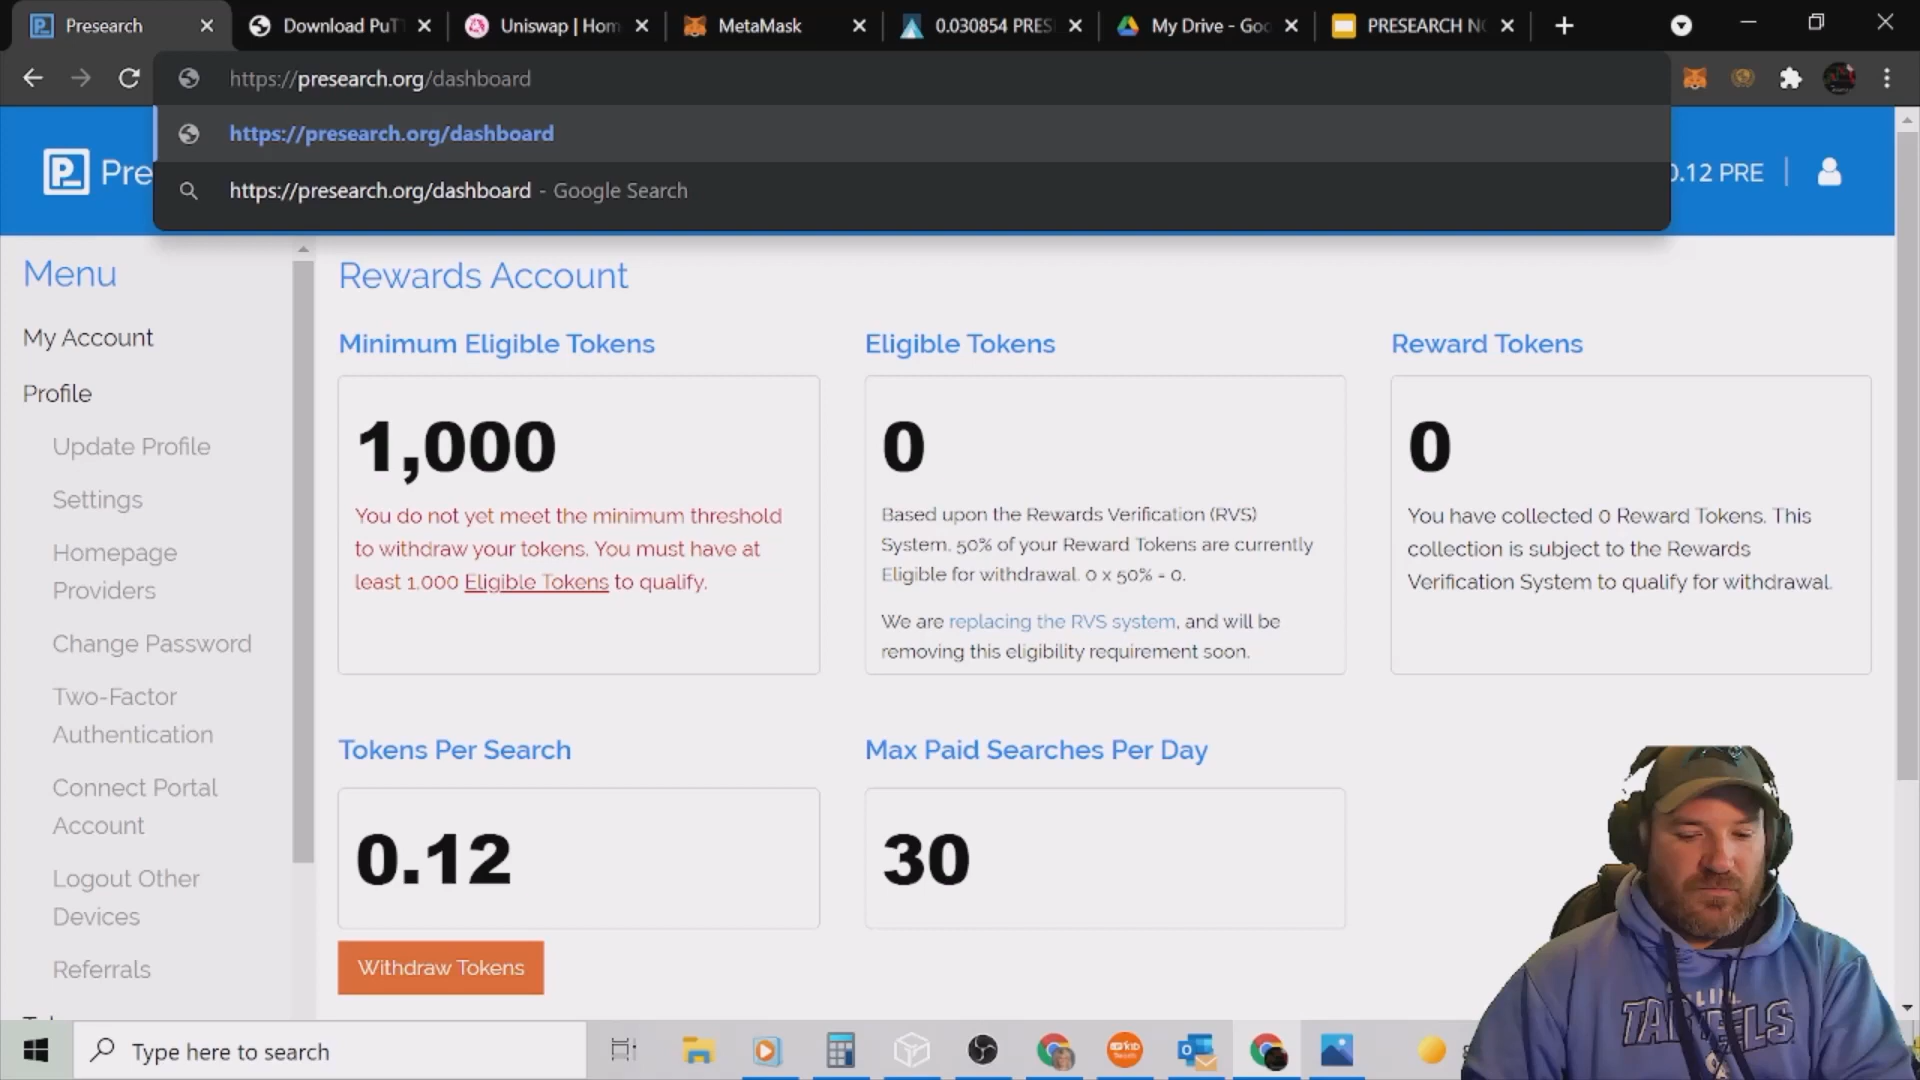 Presearch
Download PuT
Uniswap | Hom
MetaMask
0.030854 PRES
My Drive - Goo
PRESEARCH N
https://presearch.org/dashboard
https://presearch.org/dashboard
https://presearch.org/dashboard - Google Search
Pre
0.12 PRE
Menu
My Account
Profile
Update Profile
Settings
Homepage
Providers
Change Password
Two-Factor
Authentication
Connect Portal
Account
Logout Other
Devices
Referrals
Rewards Account
Minimum Eligible Tokens
1,000
You do not yet meet the minimum threshold
to withdraw your tokens. You must have at
least 1,000 Eligible Tokens to qualify.
Eligible Tokens
0
Based upon the Rewards Verification (RVS)
System, 50% of your Reward Tokens are currently
Eligible for withdrawal. 0 x 50% = 0.
We are replacing the RVS system, and will be
removing this eligibility requirement soon.
Reward Tokens
0
You have collected 0 Reward Tokens. This
collection is subject to the Rewards
Verification System to qualify for withdrawal.
Tokens Per Search
0.12
Max Paid Searches Per Day
30
Withdraw Tokens
Type here to search